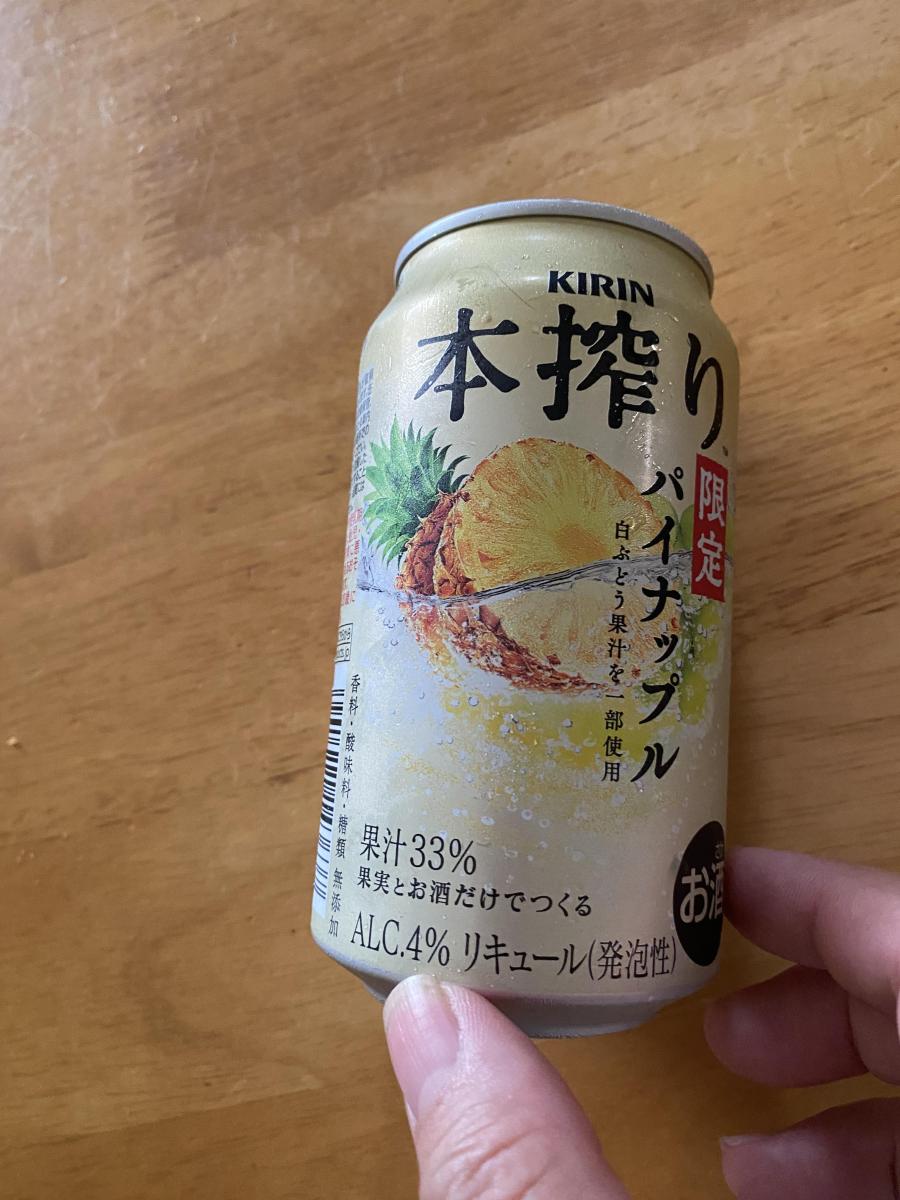 KIRIN
本搾り
限定
パイナップル
白ぶどう果汁を一部使用
香料・酸味料・糖類 無添加
果汁33%
果実とお酒だけでつくる
ALC.4% リキュール(発泡性)
お酒